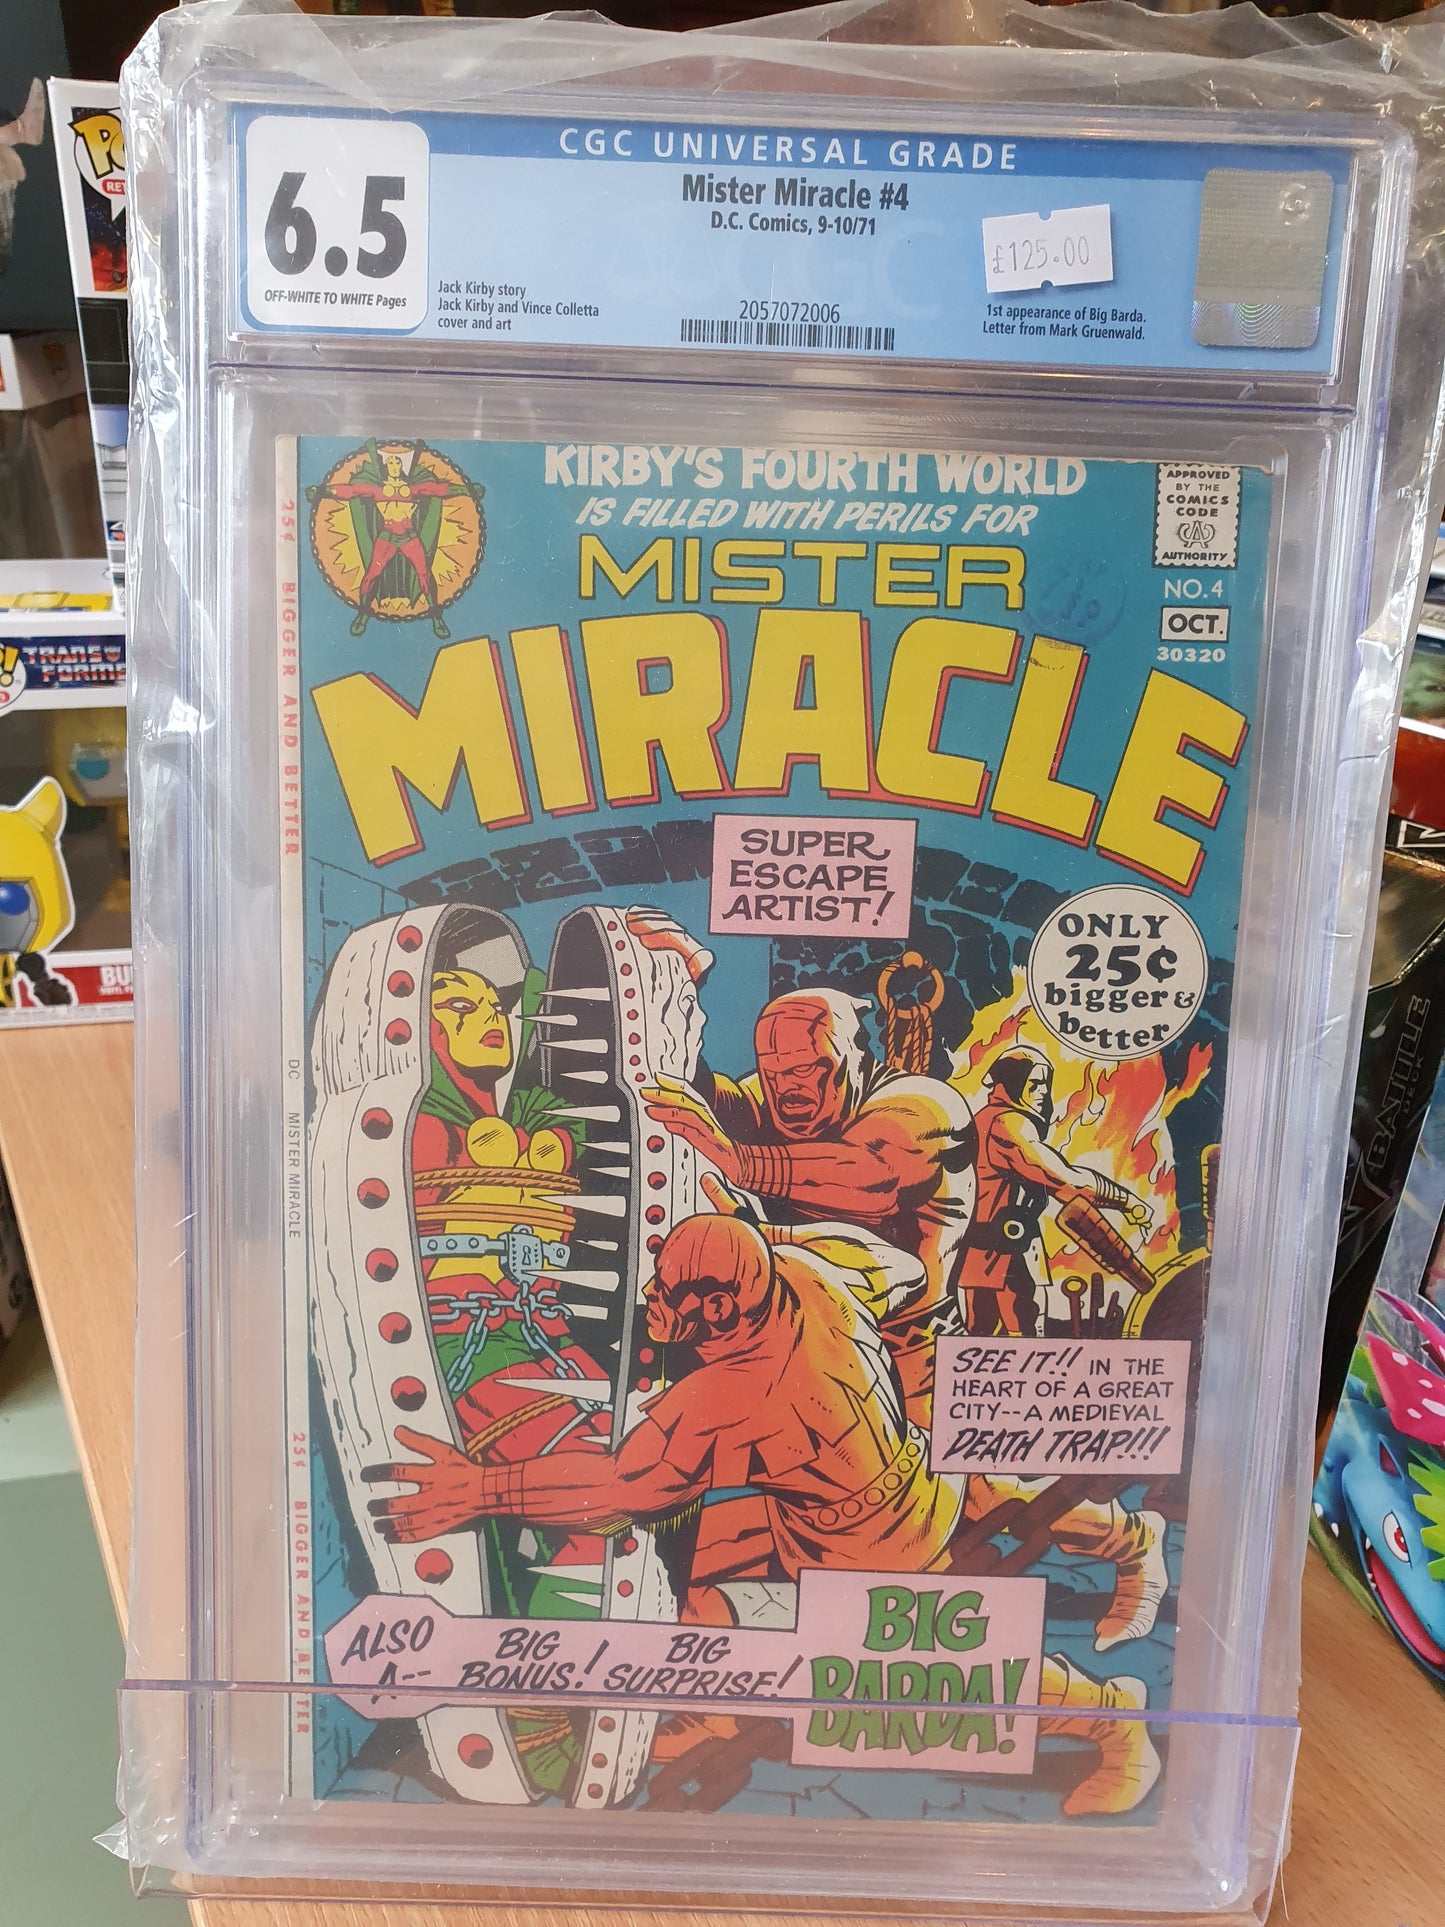 CGC UNIVERSAL GRADE
6.5
OFF-WHITE TO WHITE Pages
Mister Miracle #4
D.C. Comics, 9-10/71
£125.00
Jack Kirby story
Jack Kirby and Vince Colletta
cover and art
2057072006
1st appearance of Big Barda.
Letter from Mark Gruenwald.
KIRBY'S FOURTH WORLD
IS FILLED WITH PERILS FOR
MISTER
MIRACLE
APPROVED
BY THE
COMICS
CODE
AUTHORITY
NO.4
OCT.
30320
25¢ BIGGER AND BETTER
DC MISTER MIRACLE
25¢ BIGGER AND BETTER
SUPER
ESCAPE
ARTIST!
ONLY
25¢
bigger &
better
SEE IT!! IN THE
HEART OF A GREAT
CITY--A MEDIEVAL
DEATH TRAP!!!
ALSO
A--
BIG
BONUS!
BIG
SURPRISE!
BIG
BARDA!
TRANSFORME
BU
BATTLE
DECK